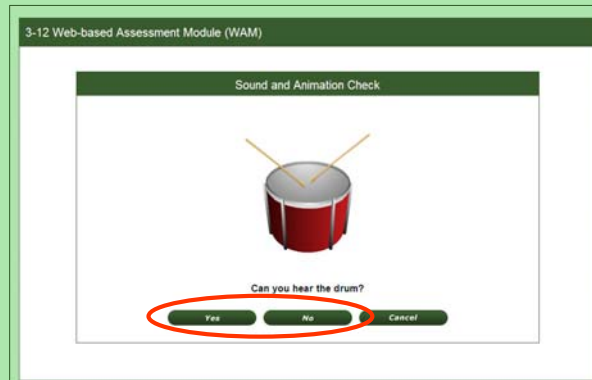 3-12 Web-based Assessment Module (WAM)
Sound and Animation Check
Can you hear the drum?
Yes No Cancel